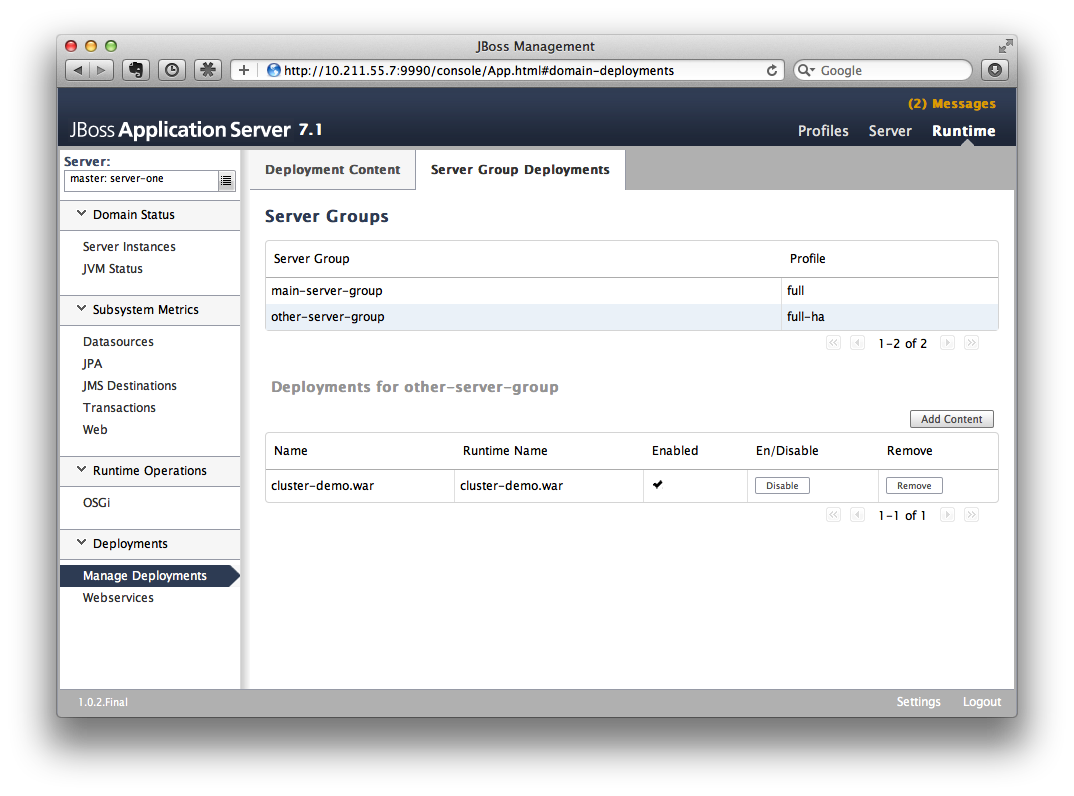 JBoss Management
http://10.211.55.7:9990/console/App.html#domain-deployments
Google
(2) Messages
JBoss Application Server 7.1
Profiles Server Runtime
Server:
master: server-one
Domain Status
Server Instances
JVM Status
Subsystem Metrics
Datasources
JPA
JMS Destinations
Transactions
Web
Runtime Operations
OSGi
Deployments
Manage Deployments
Webservices
Deployment Content Server Group Deployments
Server Groups
Server Group Profile
main-server-group full
other-server-group full-ha
1-2 of 2
Deployments for other-server-group
Add Content
Name Runtime Name Enabled En/Disable Remove
cluster-demo.war cluster-demo.war Disable Remove
1-1 of 1
1.0.2.Final
Settings Logout